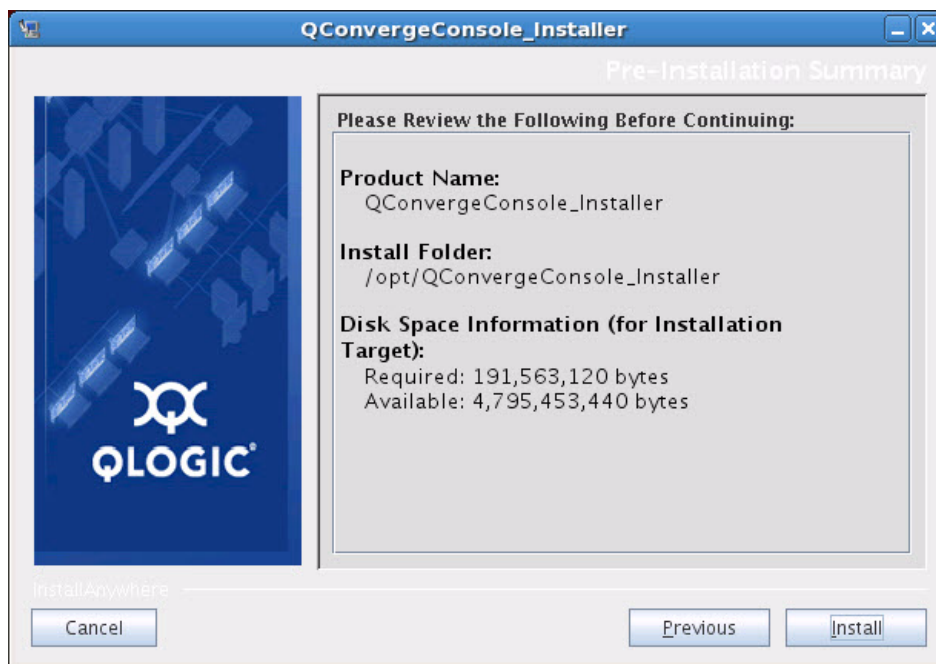 QConvergeConsole_Installer
Pre-Installation Summary
Please Review the Following Before Continuing:
Product Name:
QConvergeConsole_Installer
Install Folder:
/opt/QConvergeConsole_Installer
Disk Space Information (for Installation
Target):
Required: 191,563,120 bytes
Available: 4,795,453,440 bytes
QLOGIC®
InstallAnywhere
Cancel
Previous
Install